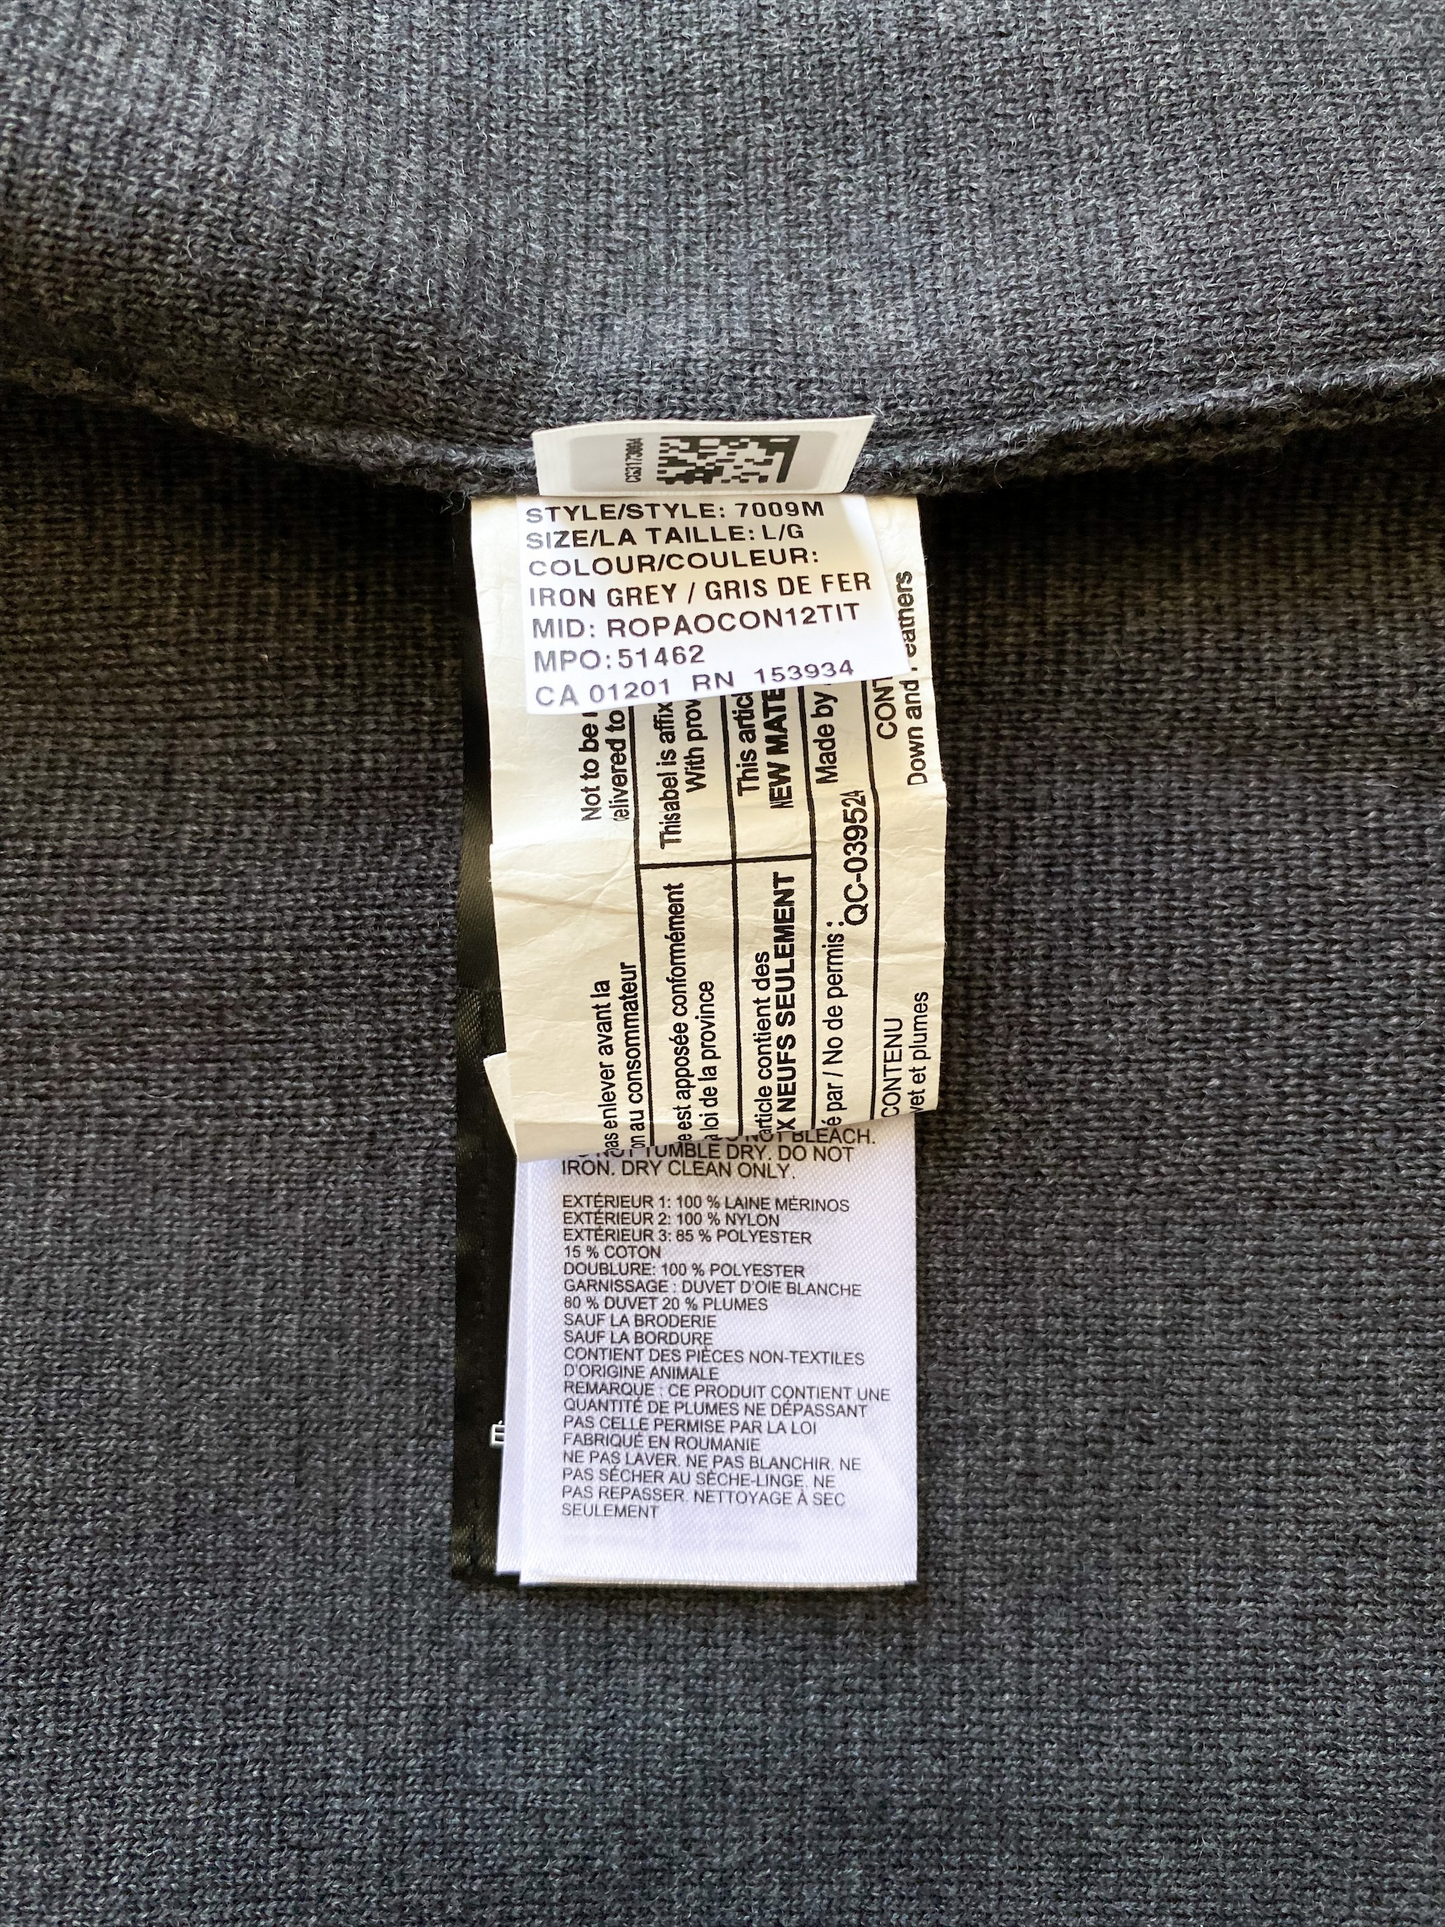 CG3173004
STYLE/STYLE: 7009M
SIZE/LA TAILLE: L/G
COLOUR/COULEUR:
IRON GREY / GRIS DE FER
MID: ROPAOCON12TIT
MPO:51462
CA 01201 RN 153934
Not to be
elivered to
Thisabel is affix
With prov
This artic
NEW MATE
Made by
QC-039524
CONT
Down and Feathers
pas enlever avant la
on au consommateur
e est apposée conformément
loi de la province
article contient des
X NEUFS SEULEMENT
é par / No de permis :
CONTENU
vet et plumes
NOT BLEACH.
NOT TUMBLE DRY. DO NOT
IRON. DRY CLEAN ONLY.
EXTÉRIEUR 1: 100 % LAINE MÉRINOS
EXTÉRIEUR 2: 100 % NYLON
EXTÉRIEUR 3: 85 % POLYESTER
15 % COTON
DOUBLURE: 100 % POLYESTER
GARNISSAGE : DUVET D'OIE BLANCHE
80 % DUVET 20 % PLUMES
SAUF LA BRODERIE
SAUF LA BORDURE
CONTIENT DES PIÈCES NON-TEXTILES
D'ORIGINE ANIMALE
REMARQUE : CE PRODUIT CONTIENT UNE
QUANTITÉ DE PLUMES NE DÉPASSANT
PAS CELLE PERMISE PAR LA LOI
FABRIQUÉ EN ROUMANIE
NE PAS LAVER. NE PAS BLANCHIR. NE
PAS SÉCHER AU SÈCHE-LINGE. NE
PAS REPASSER. NETTOYAGE À SEC
SEULEMENT